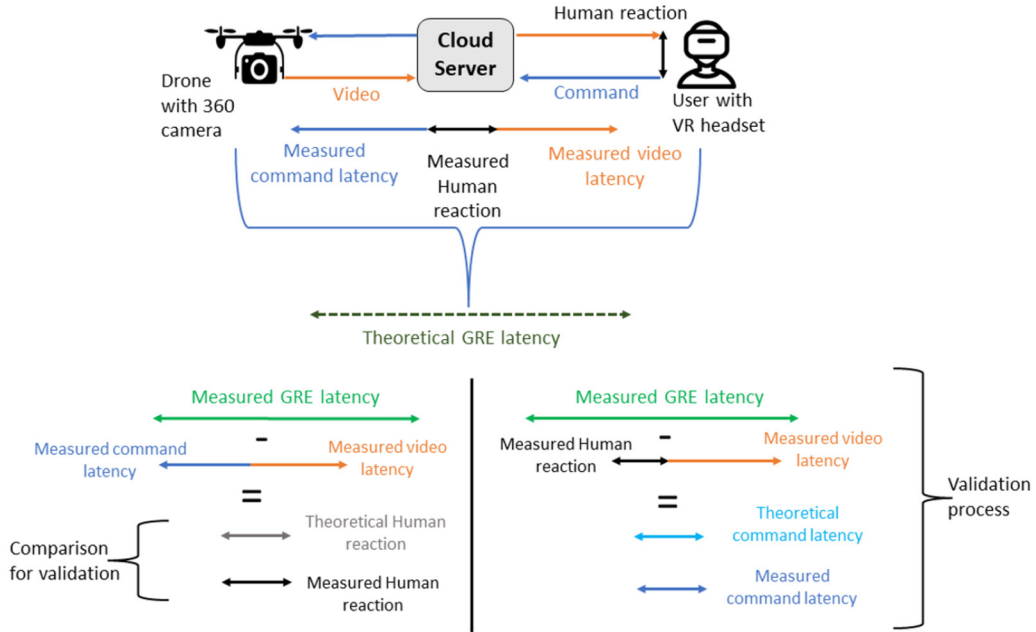 Human reaction
Cloud
Server
Drone
with 360
camera
Video
Command
User with
VR headset
Measured
command latency
Measured
Human
reaction
Measured video
latency
Theoretical GRE latency
Measured GRE latency
-
Measured command
latency
Measured video
latency
=
Theoretical Human
reaction
Comparison
for validation
Measured Human
reaction
Measured GRE latency
-
Measured Human
reaction
Measured video
latency
=
Theoretical
command latency
Measured
command latency
Validation
process